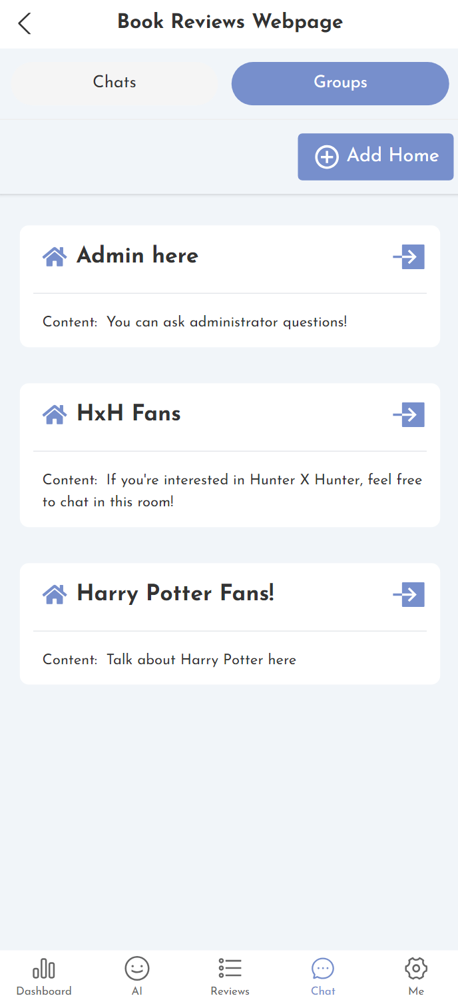 Book Reviews Webpage
Chats
Groups
Add Home
Admin here
Content: You can ask administrator questions!
HxH Fans
Content: If you're interested in Hunter X Hunter, feel free
to chat in this room!
Harry Potter Fans!
Content: Talk about Harry Potter here
Dashboard
AI
Reviews
Chat
Me